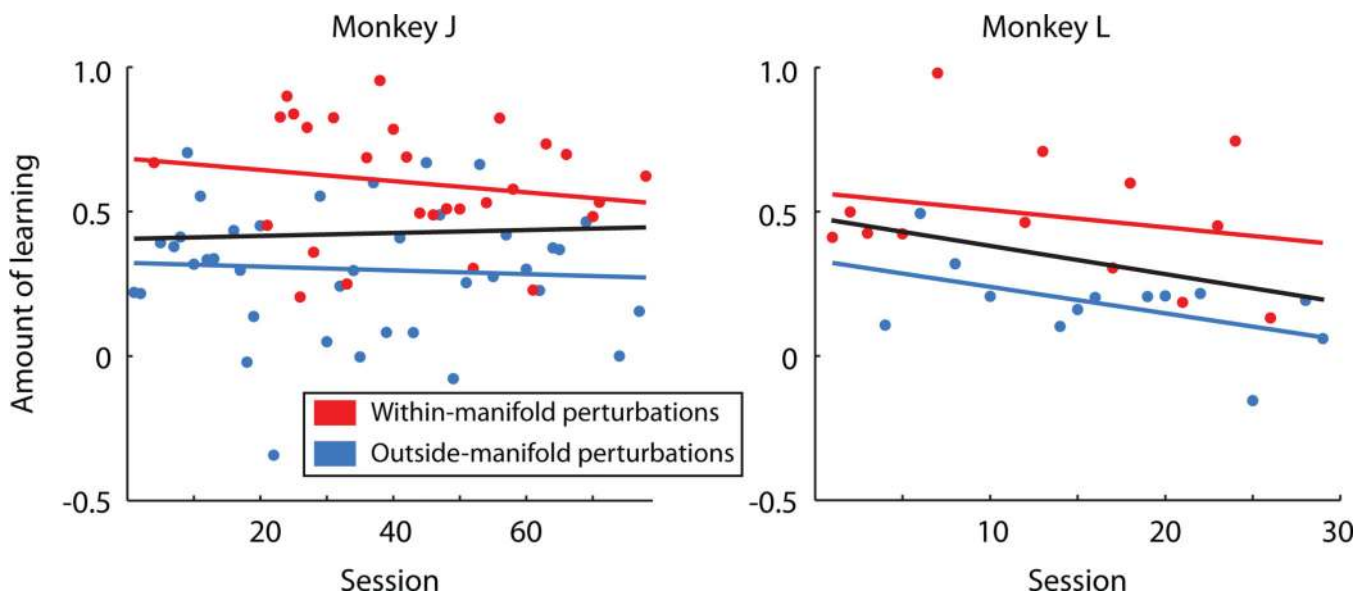 Monkey J
Monkey L
Amount of learning
1.0
0.5
0
-0.5
20
40
60
Session
Within-manifold perturbations
Outside-manifold perturbations
1.0
0.5
0
-0.5
10
20
30
Session